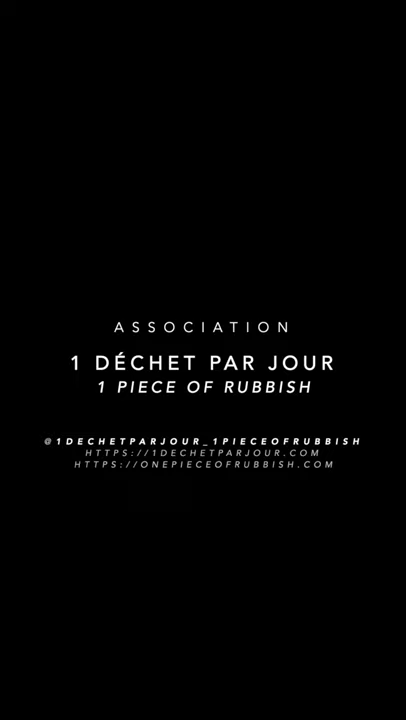 ASSOCIATION
1 DÉCHET PAR JOUR
1 PIECE OF RUBBISH
@1DECHETPARJOUR_1PIECEOFRUBBISH
HTTPS://1DECHETPARJOUR.COM
HTTPS://ONEPIECEOFRUBBISH.COM